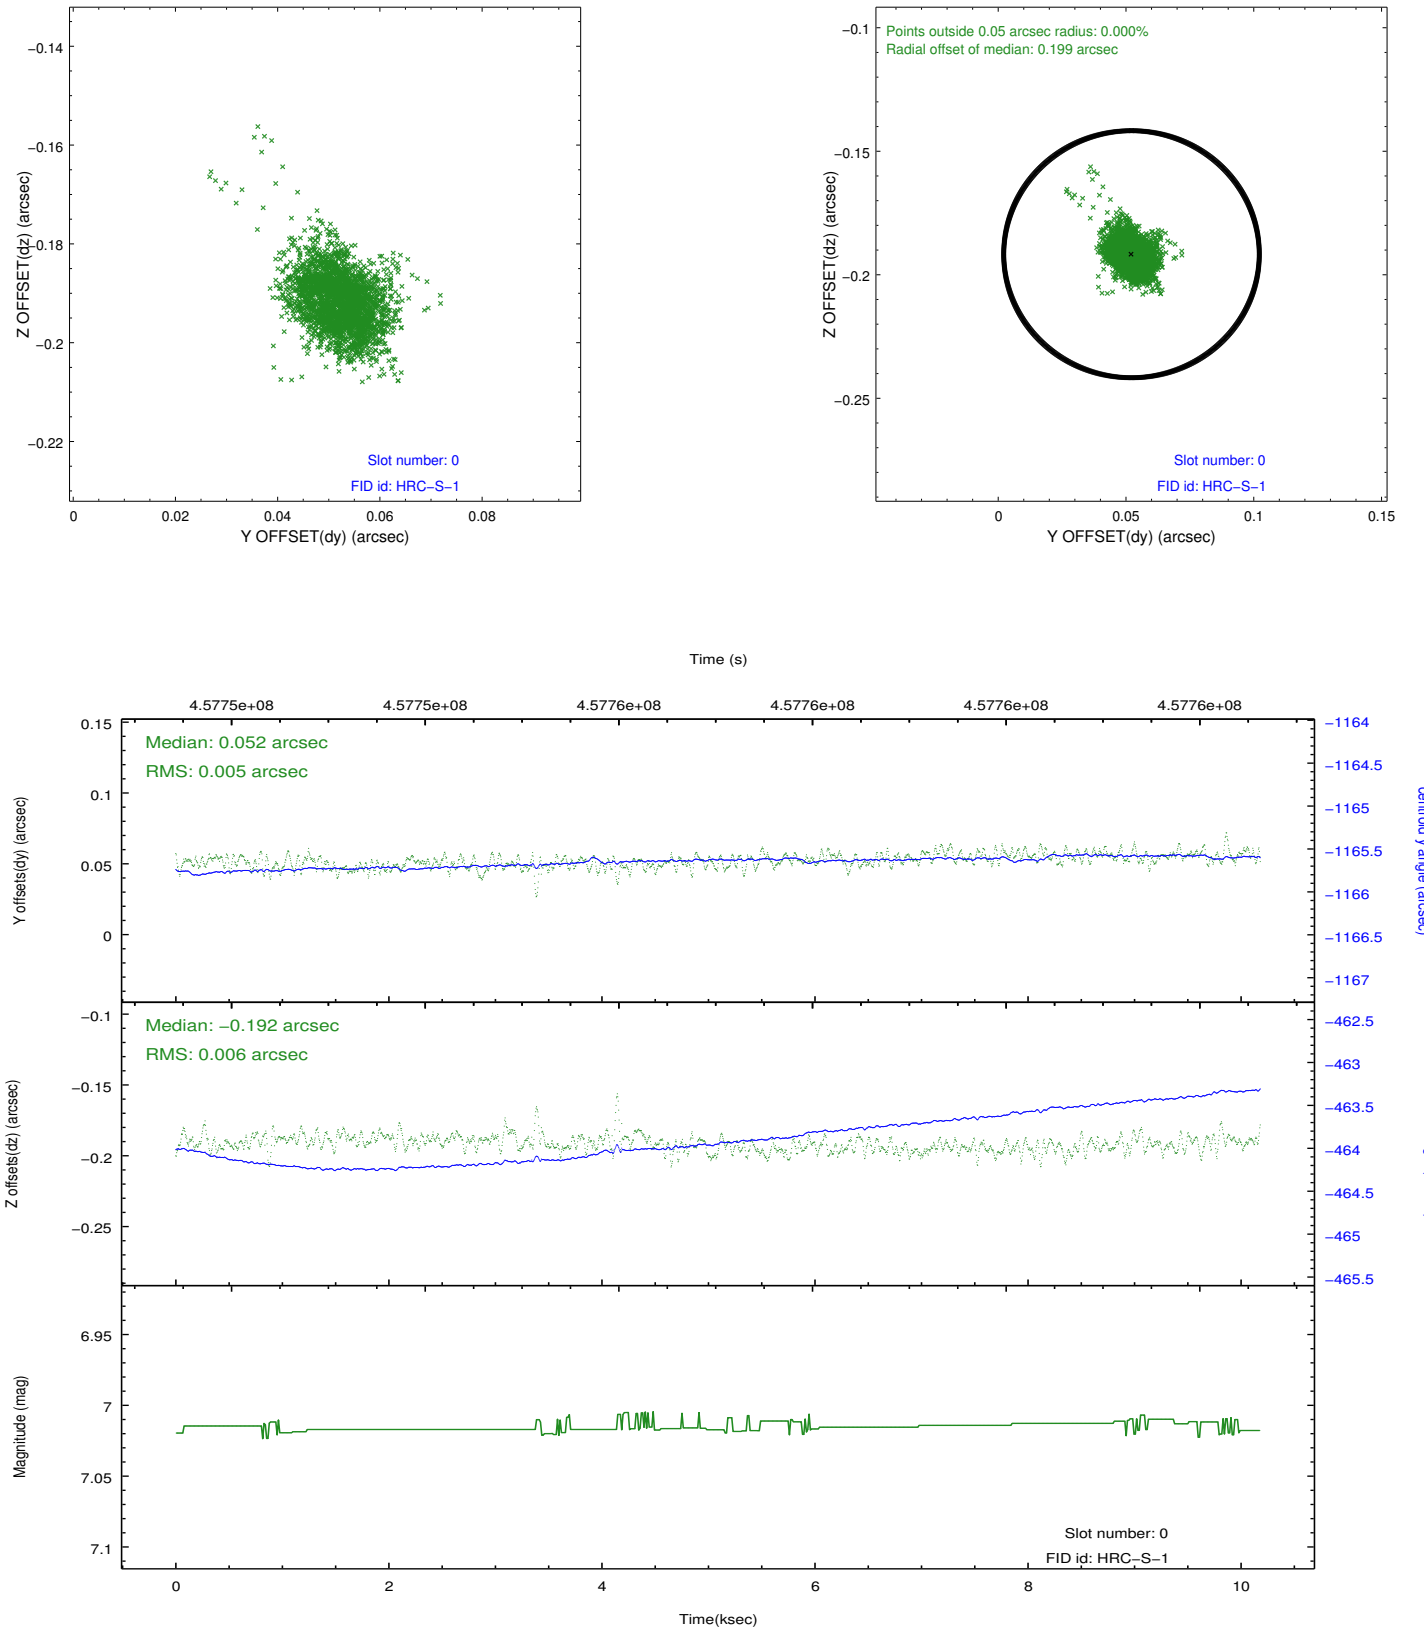 −0.14
−0.16
−0.18
−0.2
−0.22
Z OFFSET(dz) (arcsec)
Slot number: 0
FID id: HRC−S−1
0
0.02
0.04
0.06
0.08
Y OFFSET(dy) (arcsec)
Points outside 0.05 arcsec radius: 0.000%
Radial offset of median: 0.199 arcsec
−0.1
−0.15
−0.2
−0.25
Z OFFSET(dz) (arcsec)
Slot number: 0
FID id: HRC−S−1
0
0.05
0.1
0.15
Y OFFSET(dy) (arcsec)
Time (s)
4.5775e+08
4.5775e+08
4.5776e+08
4.5776e+08
4.5776e+08
4.5776e+08
Median: 0.052 arcsec
RMS: 0.005 arcsec
0.15
0.1
0.05
0
Y offsets(dy) (arcsec)
−1164
−1164.5
−1165
−1165.5
−1166
−1166.5
−1167
centroid y angle (arcsec)
Median: −0.192 arcsec
RMS: 0.006 arcsec
−0.1
−0.15
−0.2
−0.25
Z offsets(dz) (arcsec)
−462.5
−463
−463.5
−464
−464.5
−465
−465.5
6.95
7
7.05
7.1
Magnitude (mag)
Slot number: 0
FID id: HRC−S−1
0
2
4
6
8
10
Time(ksec)